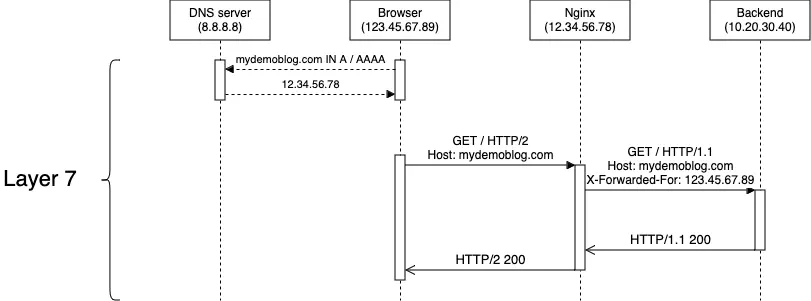 DNS server
(8.8.8.8)
Browser
(123.45.67.89)
Nginx
(12.34.56.78)
Backend
(10.20.30.40)
mydemoblog.com IN A / AAAA
12.34.56.78
GET / HTTP/2
Host: mydemoblog.com
GET / HTTP/1.1
Host: mydemoblog.com
X-Forwarded-For: 123.45.67.89
Layer 7
HTTP/1.1 200
HTTP/2 200